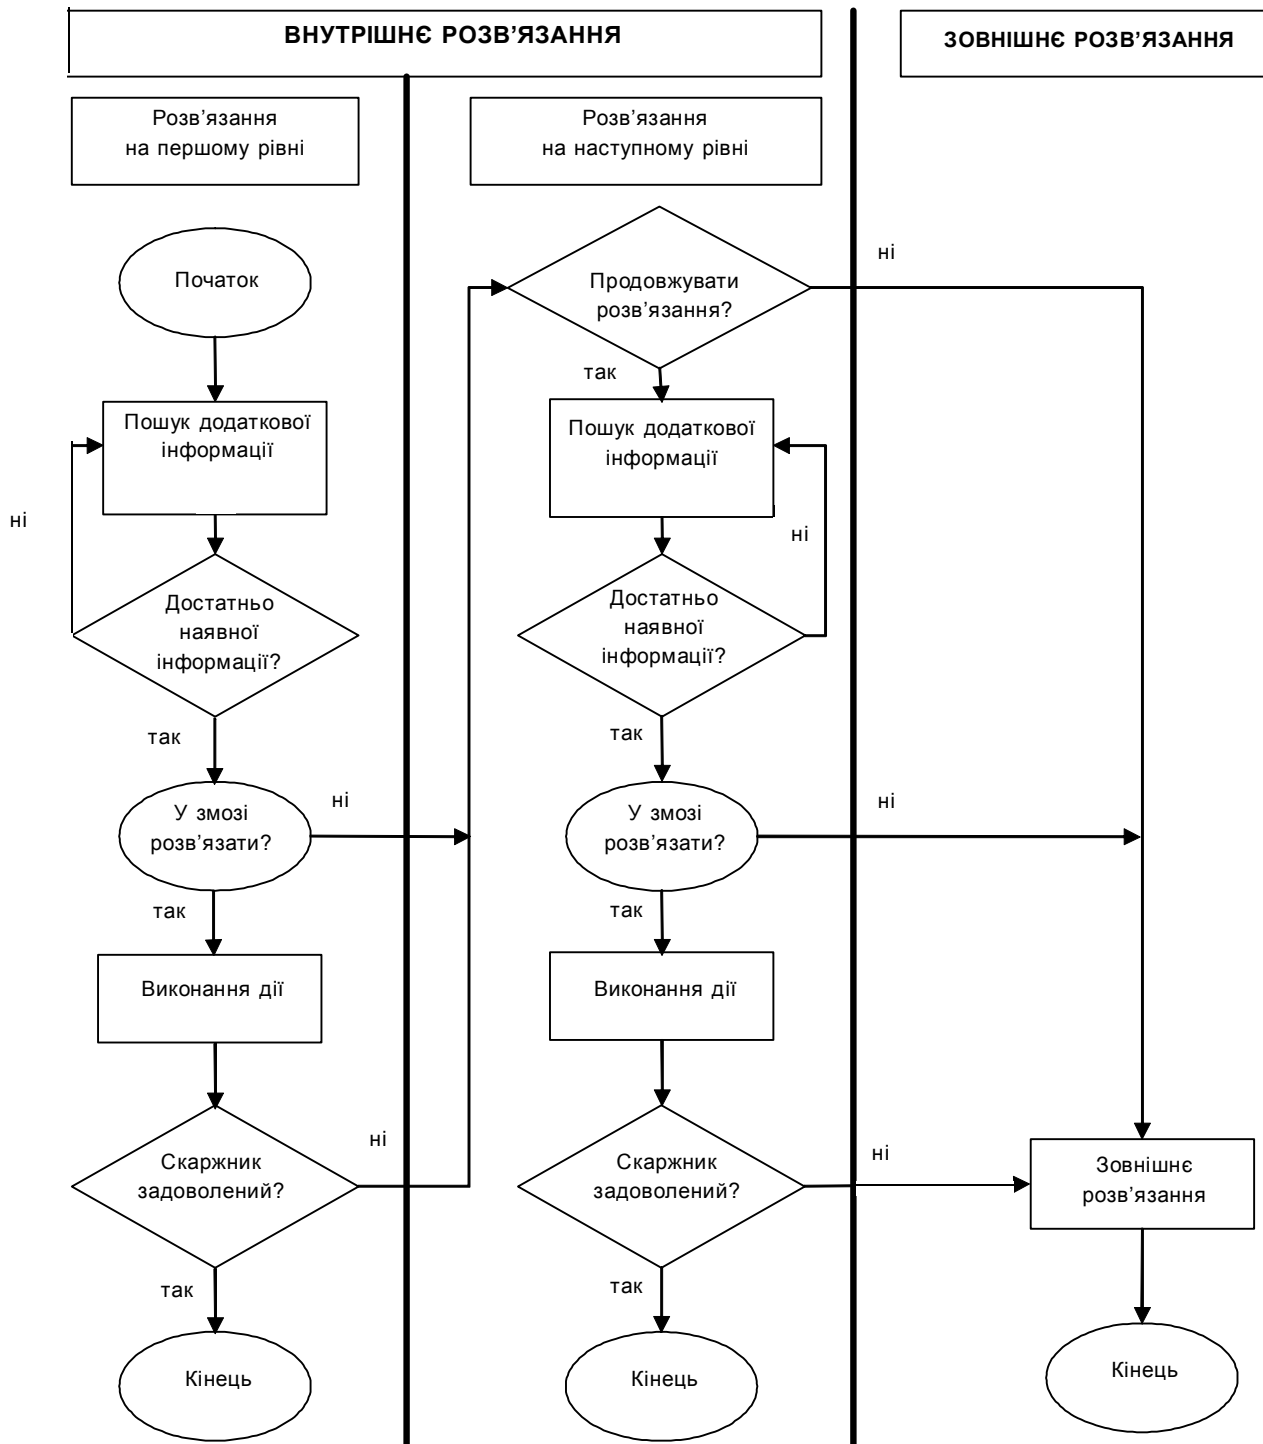 ВНУТРІШНЄ РОЗВ’ЯЗАННЯ
ЗОВНІШНЄ РОЗВ’ЯЗАННЯ
Розв’язання
на першому рівні
Розв’язання
на наступному рівні
Початок
Продовжувати
розв’язання?
ні
так
Пошук додаткової
інформації
Пошук додаткової
інформації
ні
ні
Достатньо
наявної
інформації?
Достатньо
наявної
інформації?
так
так
У змозі
розв’язати?
ні
У змозі
розв’язати?
ні
так
так
Виконання дії
Виконання дії
Скаржник
задоволений?
ні
Скаржник
задоволений?
ні
Зовнішнє
розв’язання
так
так
Кінець
Кінець
Кінець